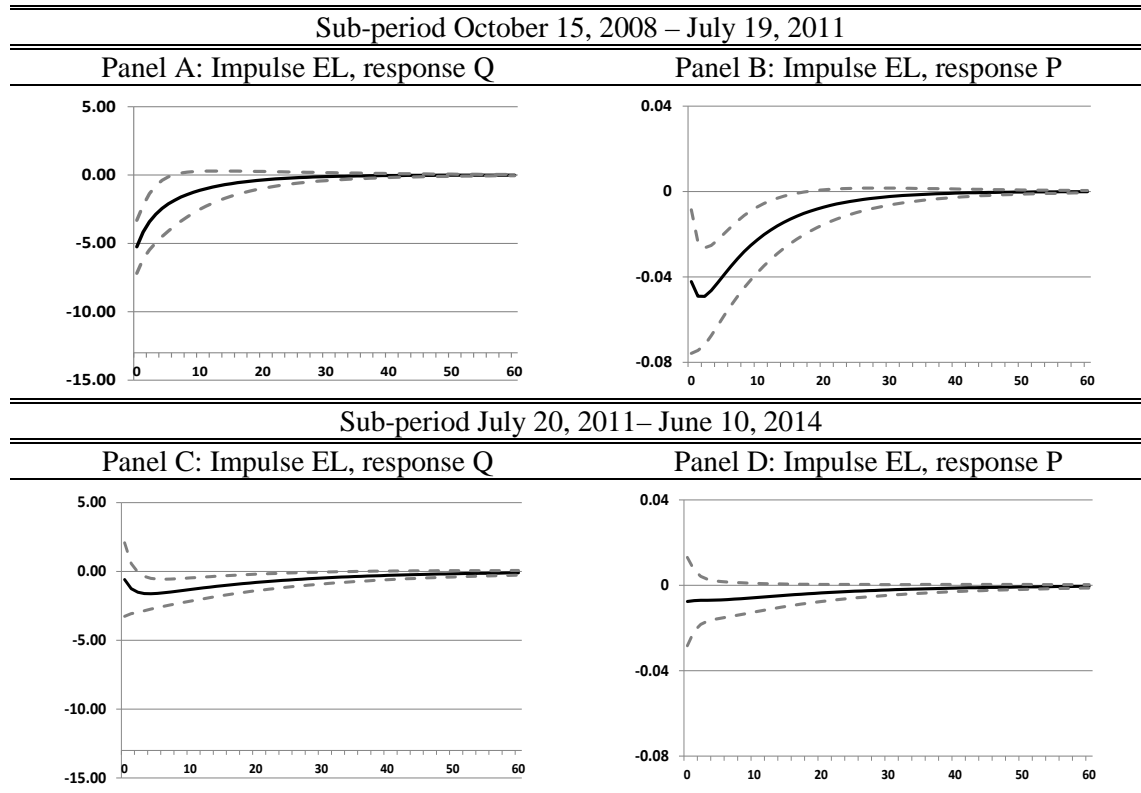 Sub-period October 15, 2008 – July 19, 2011
Panel A: Impulse EL, response Q
Panel B: Impulse EL, response P
5.00
0.00
-5.00
-10.00
-15.00
0 10 20 30 40 50 60
0.04
0
-0.04
-0.08
0 10 20 30 40 50 60
Sub-period July 20, 2011– June 10, 2014
Panel C: Impulse EL, response Q
Panel D: Impulse EL, response P
5.00
0.00
-5.00
-10.00
-15.00
0 10 20 30 40 50 60
0.04
0
-0.04
-0.08
0 10 20 30 40 50 60